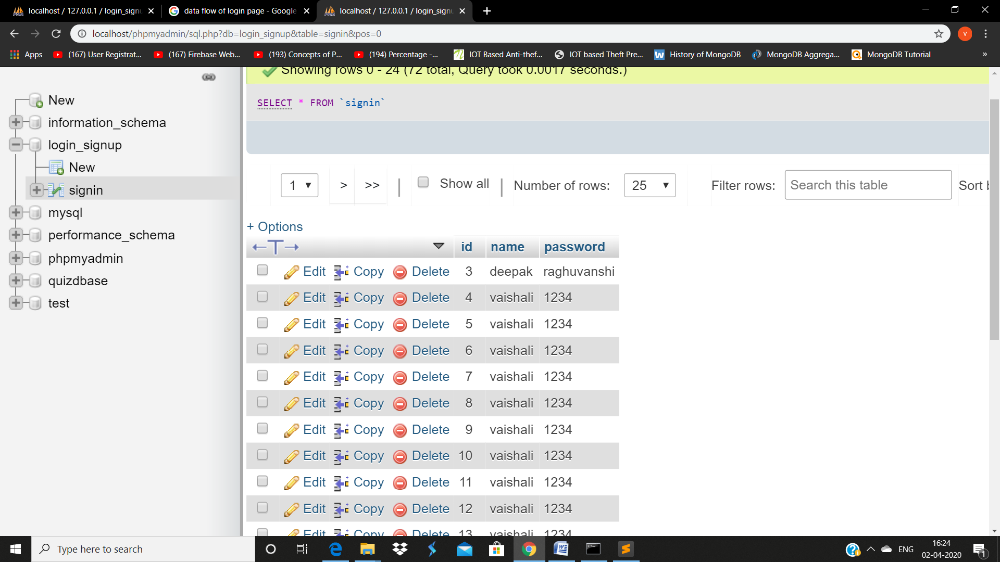 localhost / 127.0.0.1 / login_signu
data flow of login page - Google
localhost / 127.0.0.1 / login_signu
localhost/phpmyadmin/sql.php?db=login_signup&table=signin&pos=0
V
Apps
(167) User Registrat...
(167) Firebase Web...
(193) Concepts of P...
(194) Percentage -...
IOT Based Anti-thef...
IOT based Theft Pre...
W
History of MongoDB
MongoDB Aggrega...
MongoDB Tutorial
»
New
information_schema
login_signup
New
signin
mysql
performance_schema
phpmyadmin
quizdbase
test
Showing rows 0 - 24 (72 total, Query took 0.0017 seconds.)
SELECT * FROM `signin`
1 > >> | Show all | Number of rows: 25 Filter rows: Search this table Sort b
+ Options
←T→ id name password
Edit Copy Delete 3 deepak raghuvanshi
Edit Copy Delete 4 vaishali 1234
Edit Copy Delete 5 vaishali 1234
Edit Copy Delete 6 vaishali 1234
Edit Copy Delete 7 vaishali 1234
Edit Copy Delete 8 vaishali 1234
Edit Copy Delete 9 vaishali 1234
Edit Copy Delete 10 vaishali 1234
Edit Copy Delete 11 vaishali 1234
Edit Copy Delete 12 vaishali 1234
Edit Copy Delete 13 vaishali 1234
Type here to search
ENG
16:24
02-04-2020
1